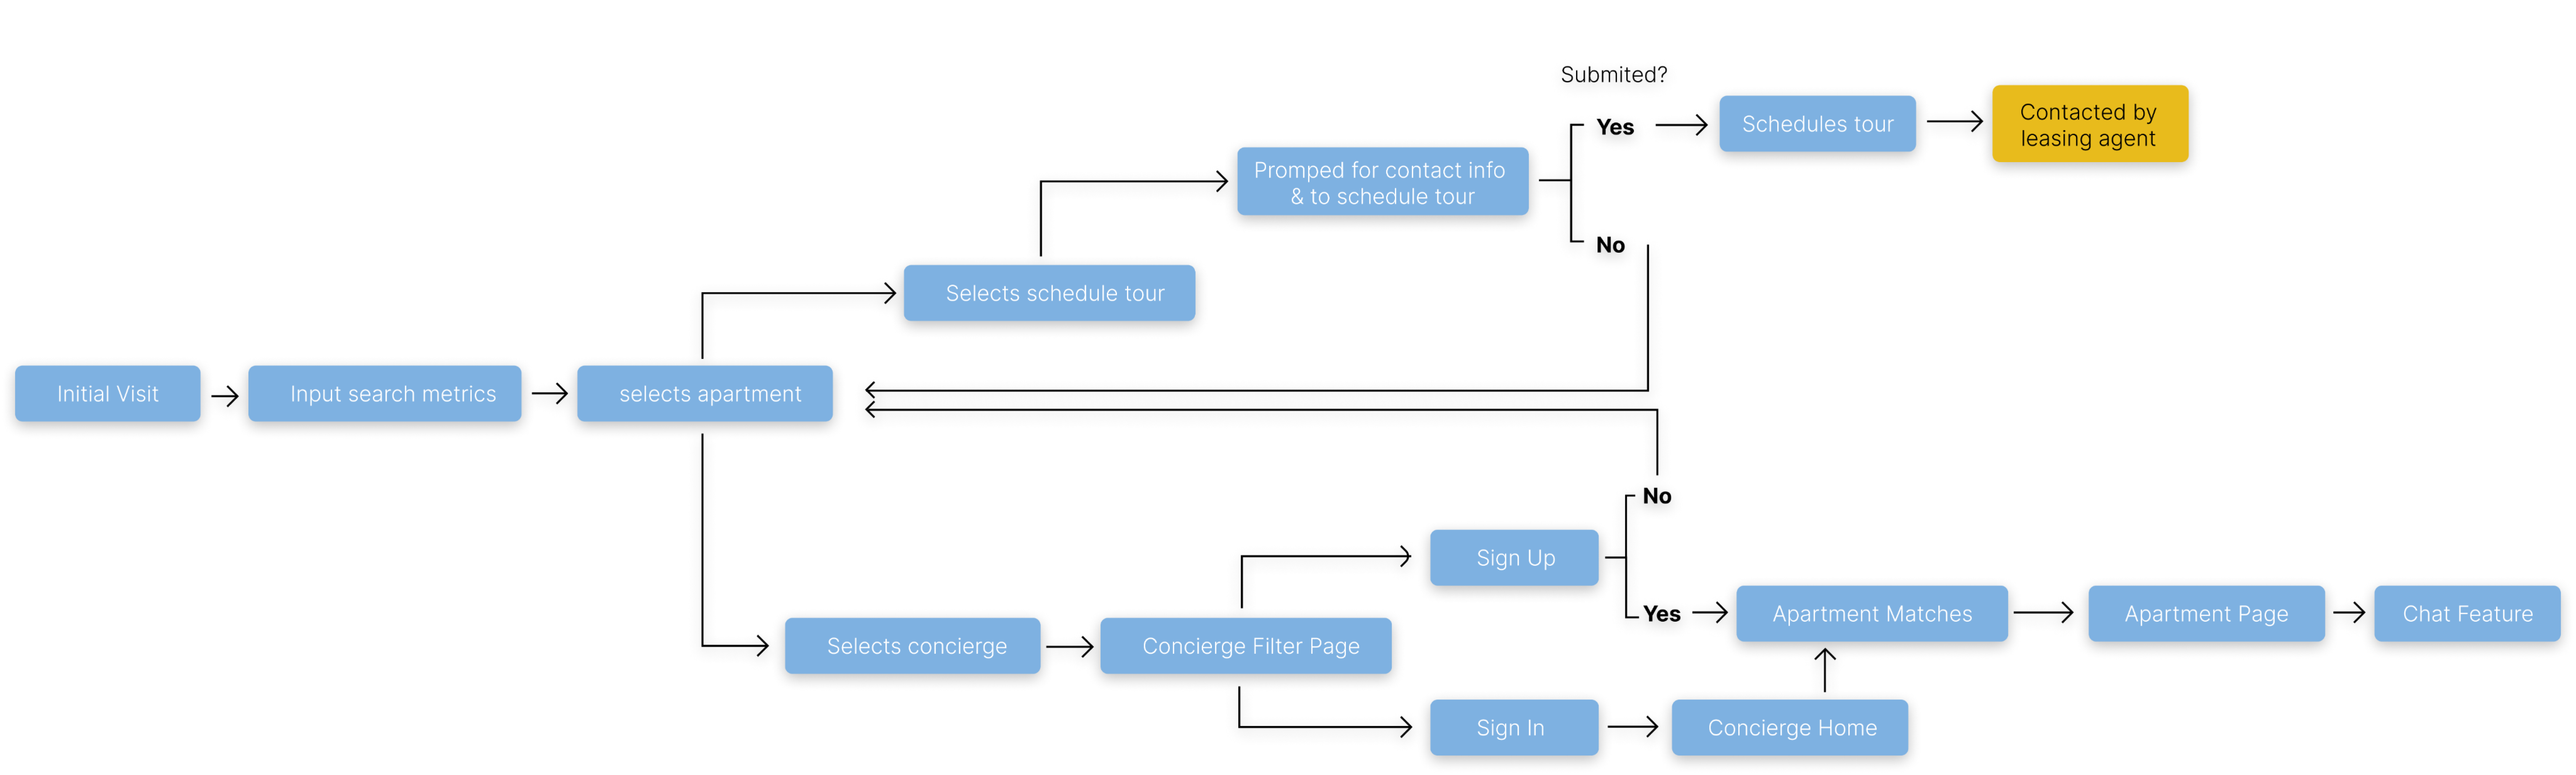 Submited?
Yes
Schedules tour
Contacted by
leasing agent
Promped for contact info
& to schedule tour
No
Selects schedule tour
Initial Visit
Input search metrics
selects apartment
No
Sign Up
Yes
Apartment Matches
Apartment Page
Chat Feature
Selects concierge
Concierge Filter Page
Sign In
Concierge Home